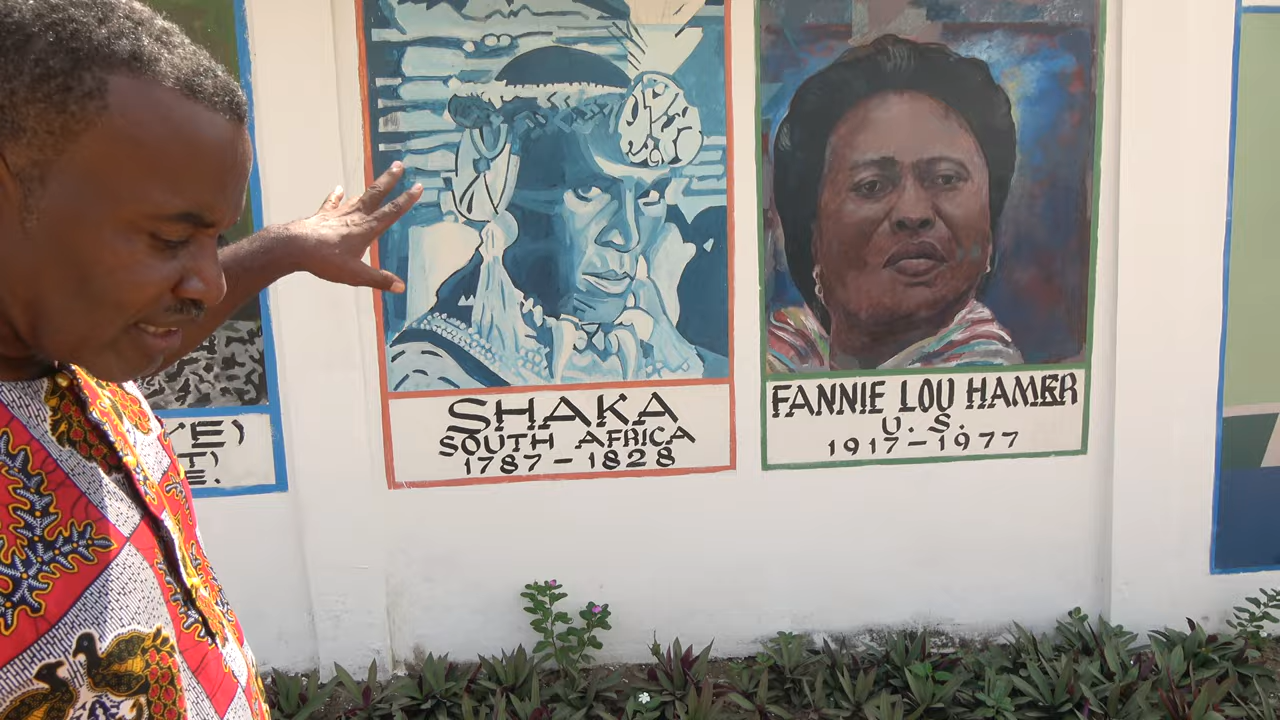 SHAKA
SOUTH AFRICA
1787-1828
FANNIE LOU HAMER
U. S.
1917-1977